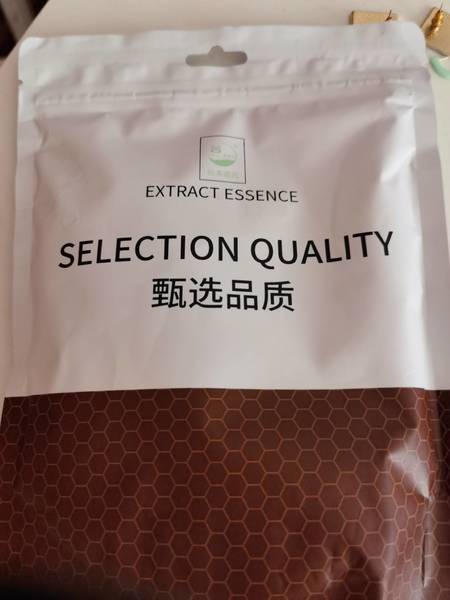 EXTRACT ESSENCE
SELECTION QUALITY
甄选品质